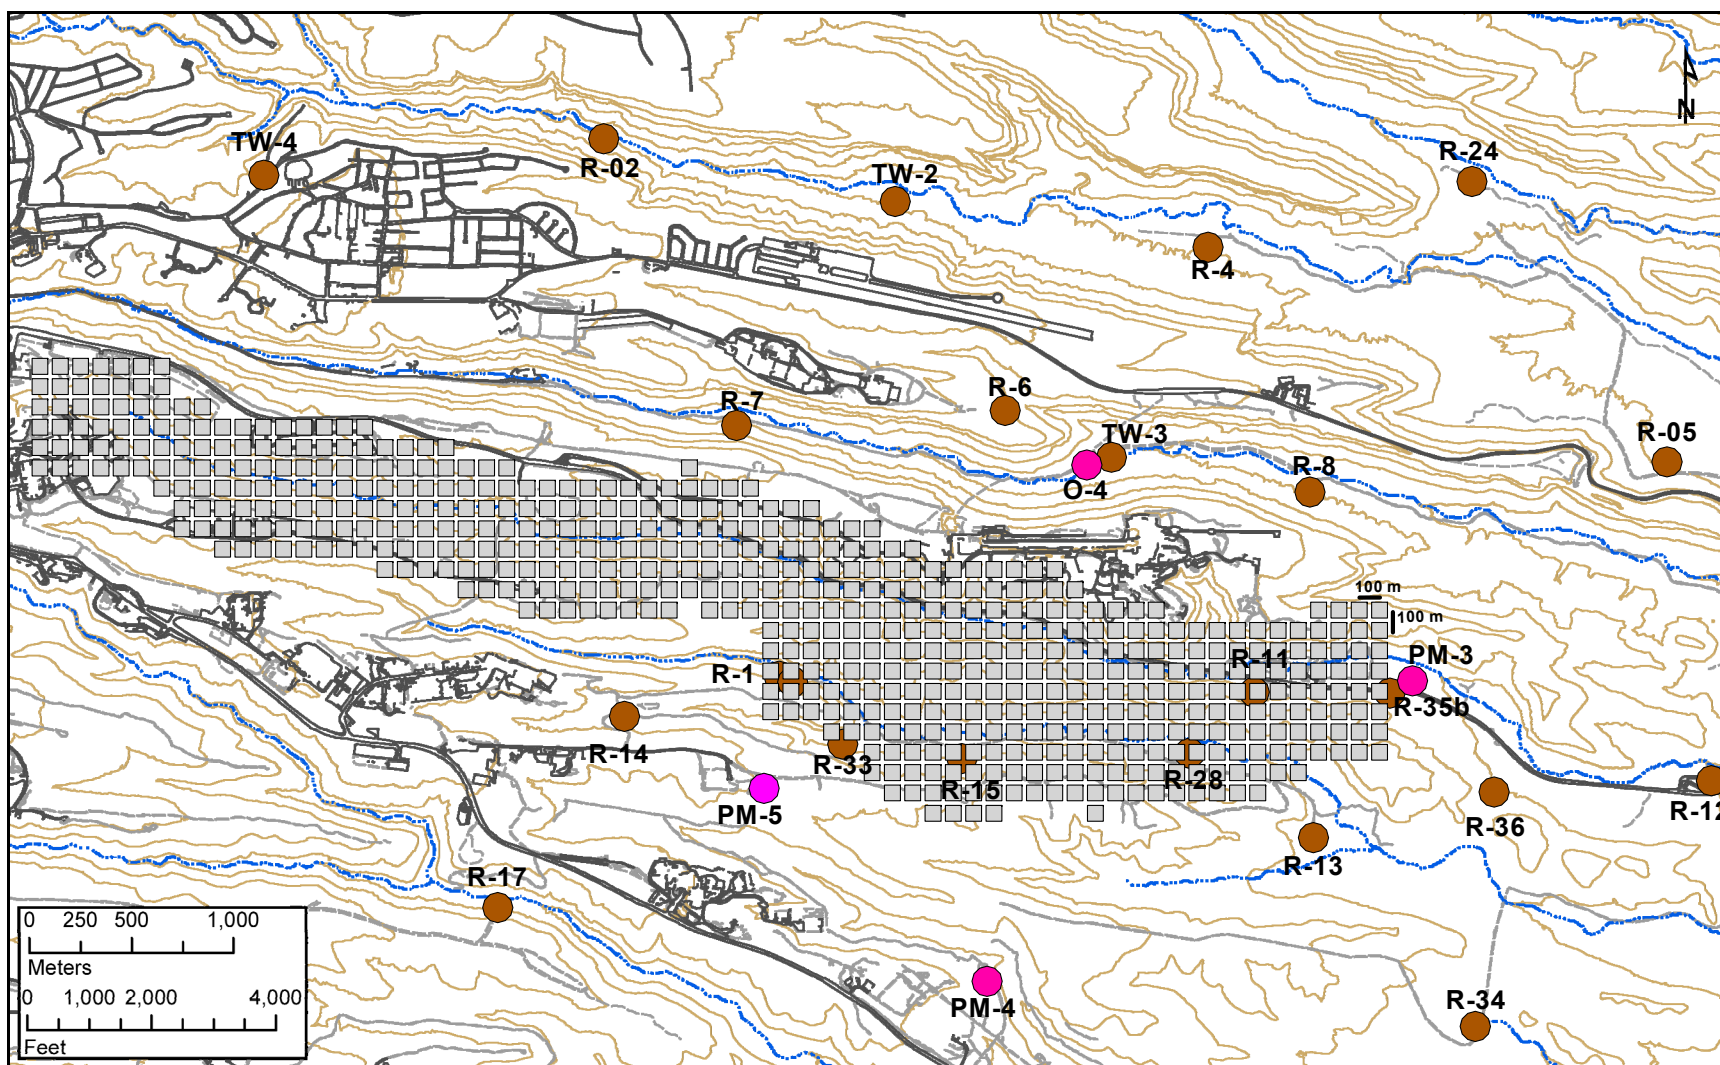 N
TW-4
R-02
TW-2
R-24
R-4
R-7
R-6
TW-3
O-4
R-8
R-05
100 m
100 m
R-1
R-11
PM-3
R-35b
R-14
R-33
R-15
R-28
PM-5
R-36
R-12
R-13
R-17
PM-4
R-34
0 250 500 1,000
Meters
0 1,000 2,000 4,000
Feet